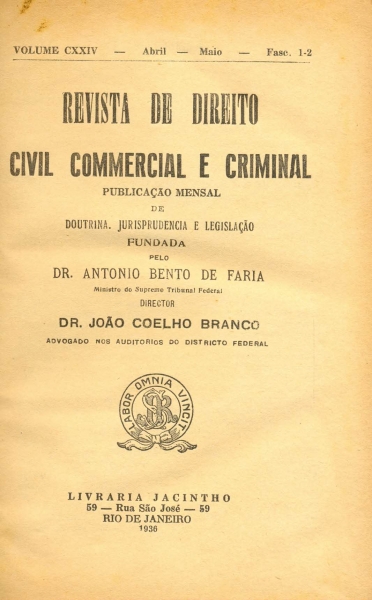 VOLUME CXXIV — Abril — Maio — Fasc. 1-2
REVISTA DE DIREITO
CIVIL COMMERCIAL E CRIMINAL
PUBLICAÇÃO MENSAL
DE
DOUTRINA, JURISPRUDENCIA E LEGISLAÇÃO
FUNDADA
PELO
DR. ANTONIO BENTO DE FARIA
Ministro do Supremo Tribunal Federal
DIRECTOR
DR. JOÃO COELHO BRANCO
ADVOGADO NOS AUDITORIOS DO DISTRICTO FEDERAL
LABOR OMNIA VINCIT
LIVRARIA JACINTHO
59 — Rua São José — 59
RIO DE JANEIRO
1936